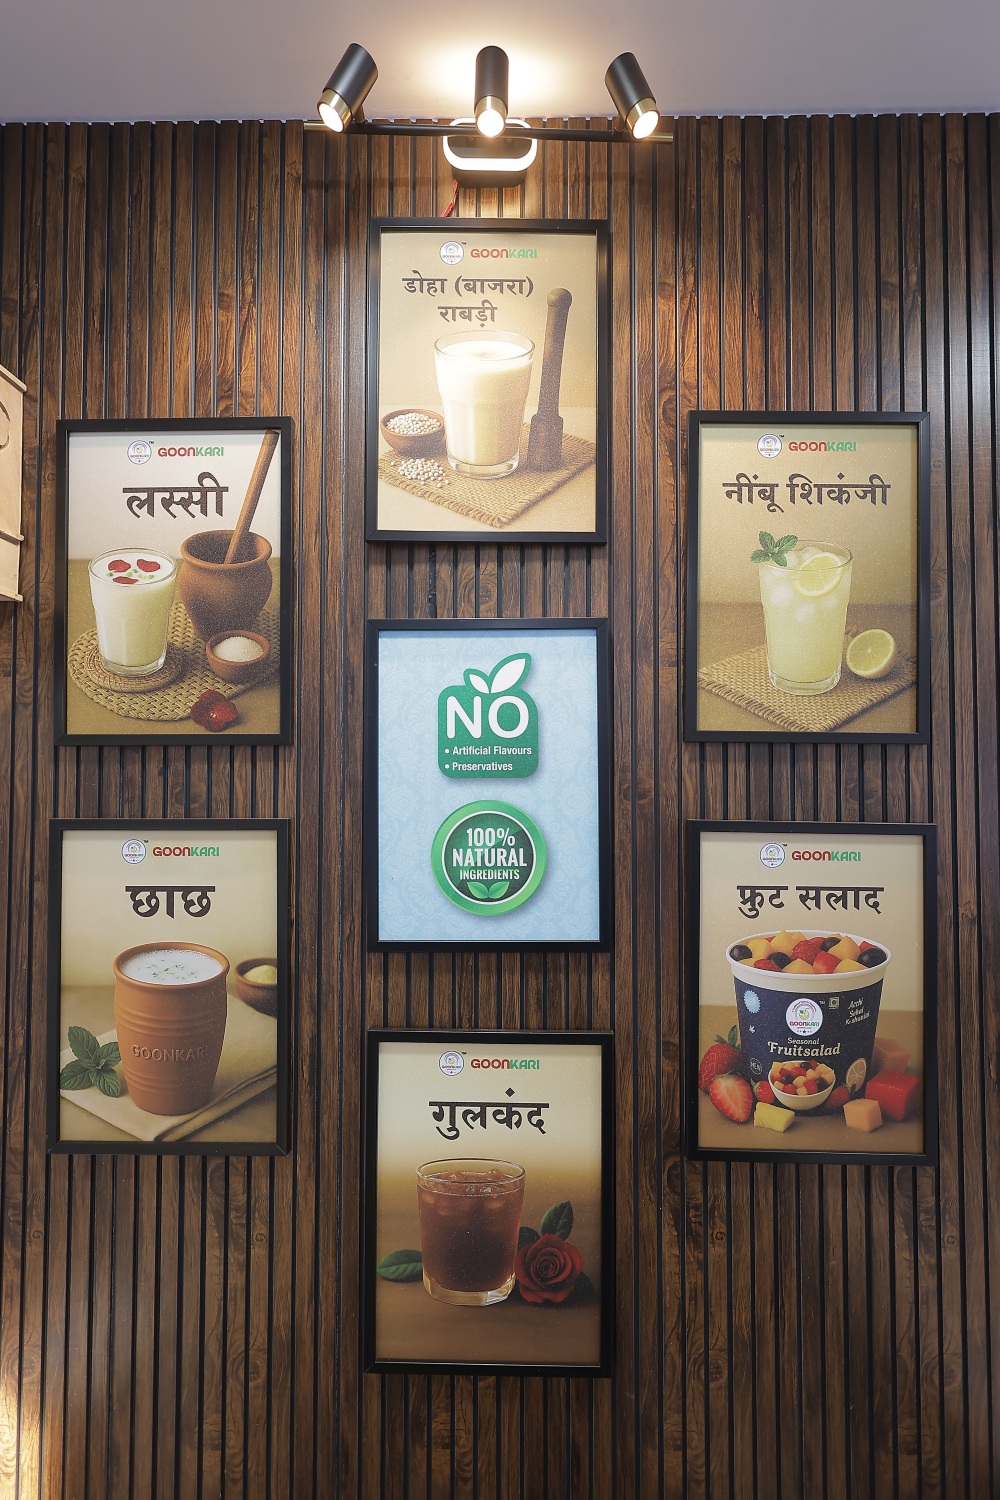 GOONKARI
डोहा (बाजरा)
राबड़ी
GOONKARI
लस्सी
GOONKARI
नींबू शिकंजी
NO
• Artificial Flavours
• Preservatives
100%
NATURAL
INGREDIENTS
GOONKARI
छाछ
GOONKARI
GOONKARI
फ्रुट सलाद
GOONKARI
Seasonal
Fruitsalad
GOONKARI
गुलकंद